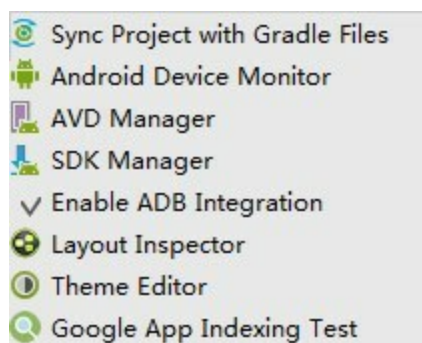 Sync Project with Gradle Files
Android Device Monitor
AVD Manager
SDK Manager
Enable ADB Integration
Layout Inspector
Theme Editor
Google App Indexing Test